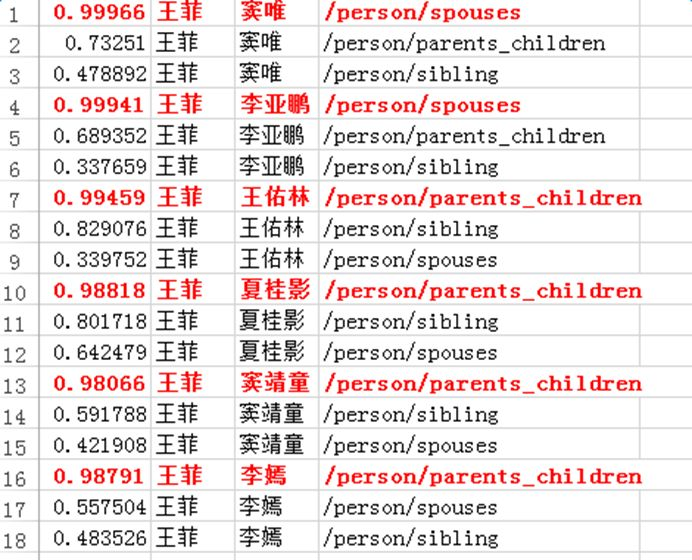 1 0.99966 王菲 窦唯 /person/spouses
2 0.73251 王菲 窦唯 /person/parents_children
3 0.478892 王菲 窦唯 /person/sibling
4 0.99941 王菲 李亚鹏 /person/spouses
5 0.689352 王菲 李亚鹏 /person/parents_children
6 0.337659 王菲 李亚鹏 /person/sibling
7 0.99459 王菲 王佑林 /person/parents_children
8 0.829076 王菲 王佑林 /person/sibling
9 0.339752 王菲 王佑林 /person/spouses
10 0.98818 王菲 夏桂影 /person/parents_children
11 0.801718 王菲 夏桂影 /person/sibling
12 0.642479 王菲 夏桂影 /person/spouses
13 0.98066 王菲 窦靖童 /person/parents_children
14 0.591788 王菲 窦靖童 /person/sibling
15 0.421908 王菲 窦靖童 /person/spouses
16 0.98791 王菲 李嫣 /person/parents_children
17 0.557504 王菲 李嫣 /person/spouses
18 0.483526 王菲 李嫣 /person/sibling